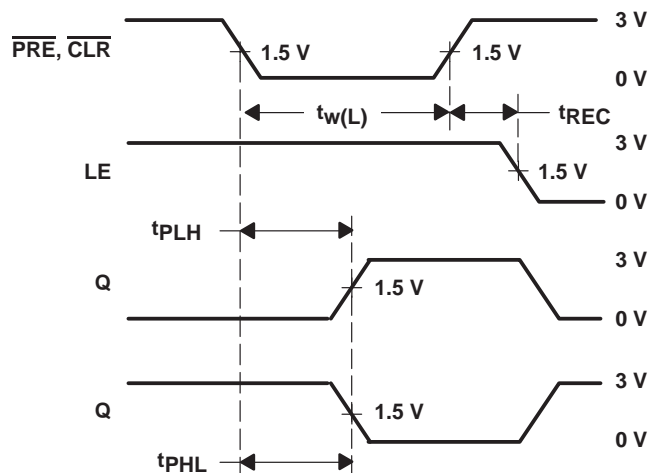 3 V
PRE, CLR
1.5 V
1.5 V
0 V
tw(L)
tREC
3 V
LE
1.5 V
0 V
tPLH
3 V
Q
1.5 V
0 V
3 V
Q
1.5 V
0 V
tPHL